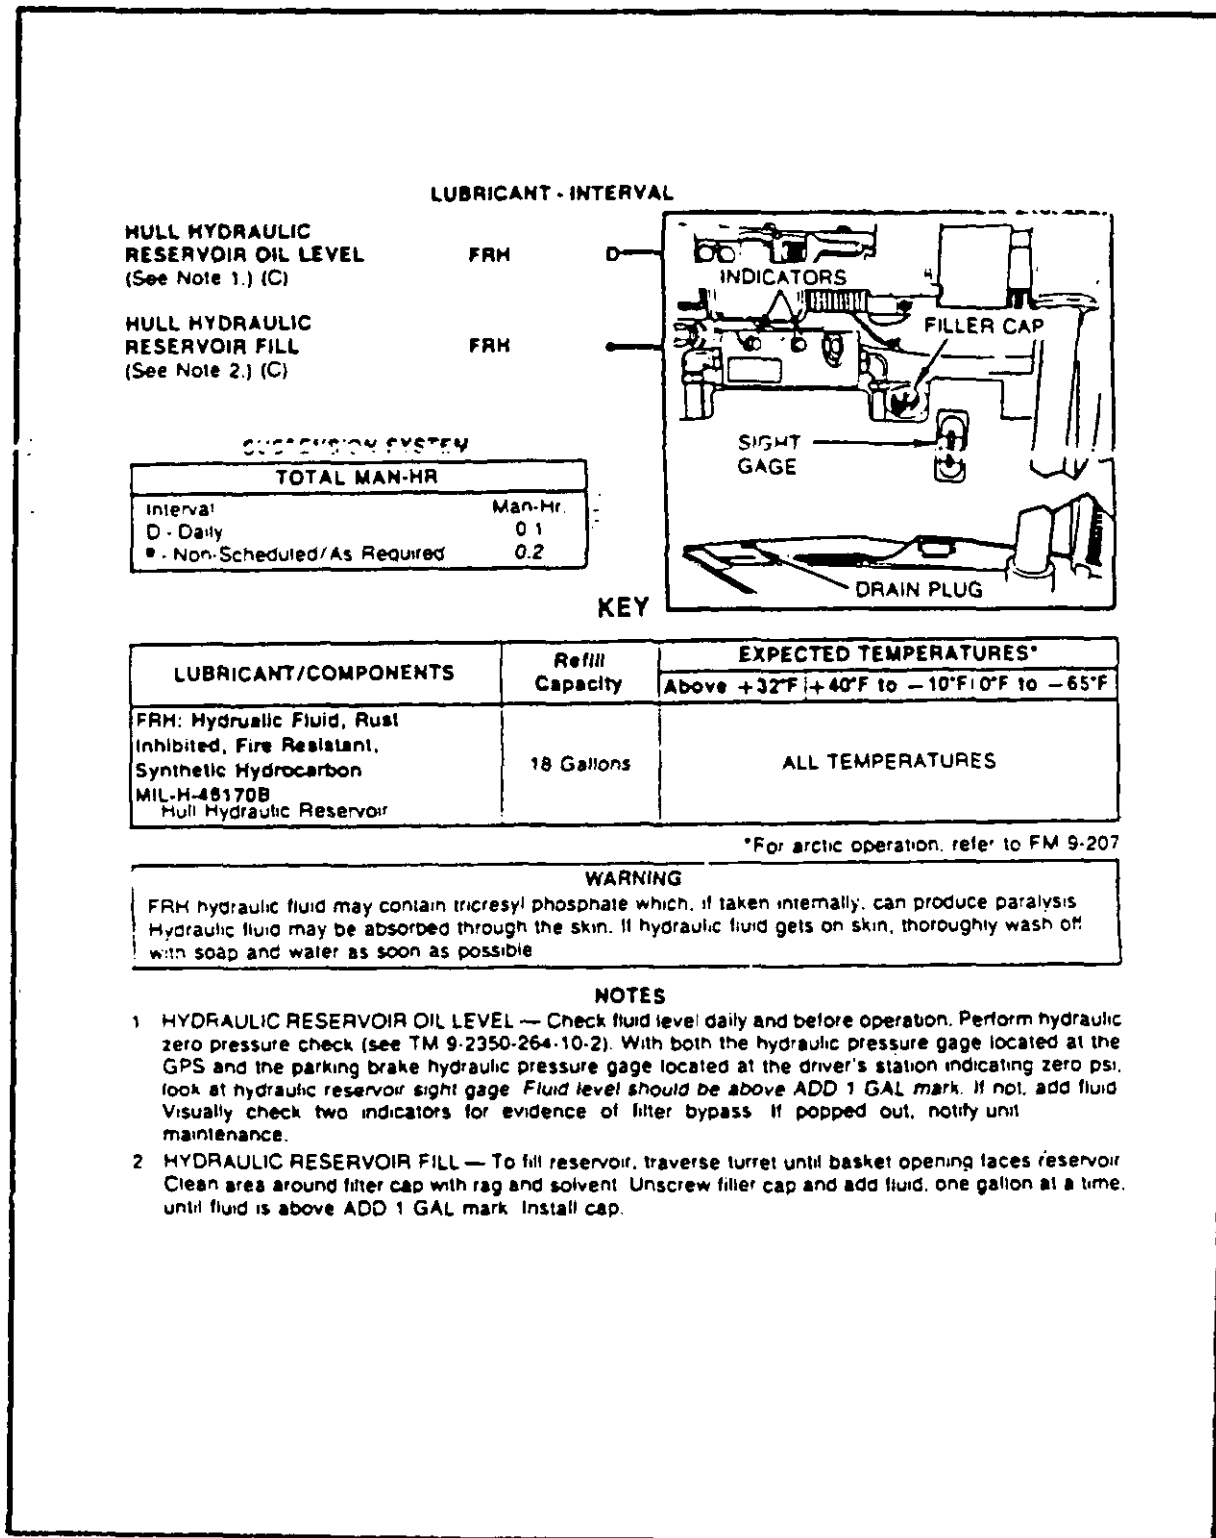 LUBRICANT - INTERVAL
HULL HYDRAULIC
RESERVOIR OIL LEVEL FRH D
(See Note 1.) (C)
HULL HYDRAULIC
RESERVOIR FILL FRH
(See Note 2.) (C)
INDICATORS
FILLER CAP
SIGHT
GAGE
DRAIN PLUG
SUSPENSION SYSTEM
TOTAL MAN-HR
Interval Man-Hr.
D - Daily 0.1
● - Non-Scheduled/As Required 0.2
KEY
LUBRICANT/COMPONENTS Refill Capacity EXPECTED TEMPERATURES*
Above +32°F +40°F to -10°F 0°F to -65°F
FRH: Hydrualic Fluid, Rust
Inhibited, Fire Resistant,
Synthetic Hydrocarbon
MIL-H-46170B
Hull Hydraulic Reservoir
18 Gallons ALL TEMPERATURES
*For arctic operation, refer to FM 9-207
WARNING
FRH hydraulic fluid may contain tricresyl phosphate which, if taken internally, can produce paralysis
Hydraulic fluid may be absorbed through the skin. If hydraulic fluid gets on skin, thoroughly wash off
with soap and water as soon as possible
NOTES
1 HYDRAULIC RESERVOIR OIL LEVEL — Check fluid level daily and before operation. Perform hydraulic
zero pressure check (see TM 9-2350-264-10-2). With both the hydraulic pressure gage located at the
GPS and the parking brake hydraulic pressure gage located at the driver's station indicating zero psi,
look at hydraulic reservoir sight gage Fluid level should be above ADD 1 GAL mark. If not, add fluid
Visually check two indicators for evidence of filter bypass If popped out, notify unit
maintenance.
2 HYDRAULIC RESERVOIR FILL — To fill reservoir, traverse turret until basket opening faces reservoir
Clean area around filter cap with rag and solvent Unscrew filler cap and add fluid, one gallon at a time,
until fluid is above ADD 1 GAL mark Install cap.